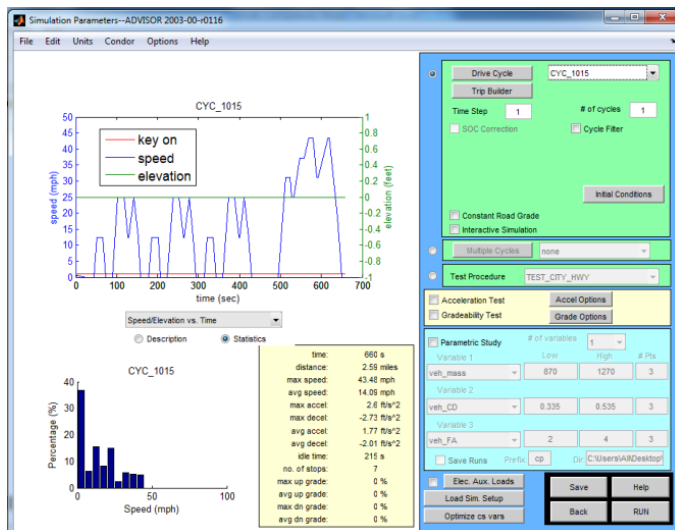 Simulation Parameters--ADVISOR 2003-00-r0116
File Edit Units Condor Options Help
CYC_1015
50
45
40
35
30
25
20
15
10
5
0
speed (mph)
key on
speed
elevation
1
0.8
0.6
0.4
0.2
0
-0.2
-0.4
-0.6
-0.8
-1
elevation (feet)
0 100 200 300 400 500 600 700
time (sec)
Speed/Elevation vs. Time
Description Statistics
CYC_1015
40
30
20
10
0
Percentage (%)
0 50 100
Speed (mph)
time: 660 s
distance: 2.59 miles
max speed: 43.48 mph
avg speed: 14.09 mph
max accel: 2.6 ft/s^2
max decel: -2.73 ft/s^2
avg accel: 1.77 ft/s^2
avg decel: -2.01 ft/s^2
idle time: 215 s
no. of stops: 7
max up grade: 0 %
avg up grade: 0 %
max dn grade: 0 %
avg dn grade: 0 %
Drive Cycle CYC_1015
Trip Builder
Time Step 1 # of cycles 1
SOC Correction Cycle Filter
Initial Conditions
Constant Road Grade
Interactive Simulation
Multiple Cycles none
Test Procedure TEST_CITY_HWY
Acceleration Test Accel Options
Gradeability Test Grade Options
Parametric Study # of variables 1
Variable 1 Low High # Pts
veh_mass 870 1270 3
Variable 2
veh_CD 0.335 0.535 3
Variable 3
veh_FA 2 4 3
Save Runs Prefix: cp Dir: C:\Users\All\Desktop\
Elec. Aux. Loads
Load Sim. Setup
Optimize cs vars
Save Help
Back RUN